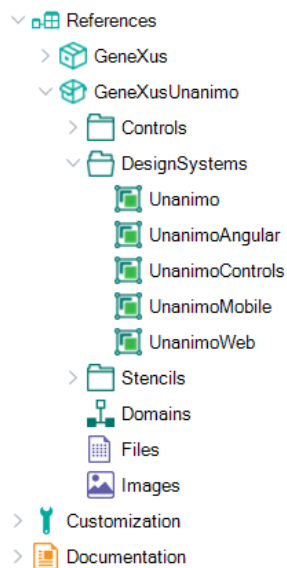 References
GeneXus
GeneXusUnanimo
Controls
DesignSystems
Unanimo
UnanimoAngular
UnanimoControls
UnanimoMobile
UnanimoWeb
Stencils
Domains
Files
Images
Customization
Documentation